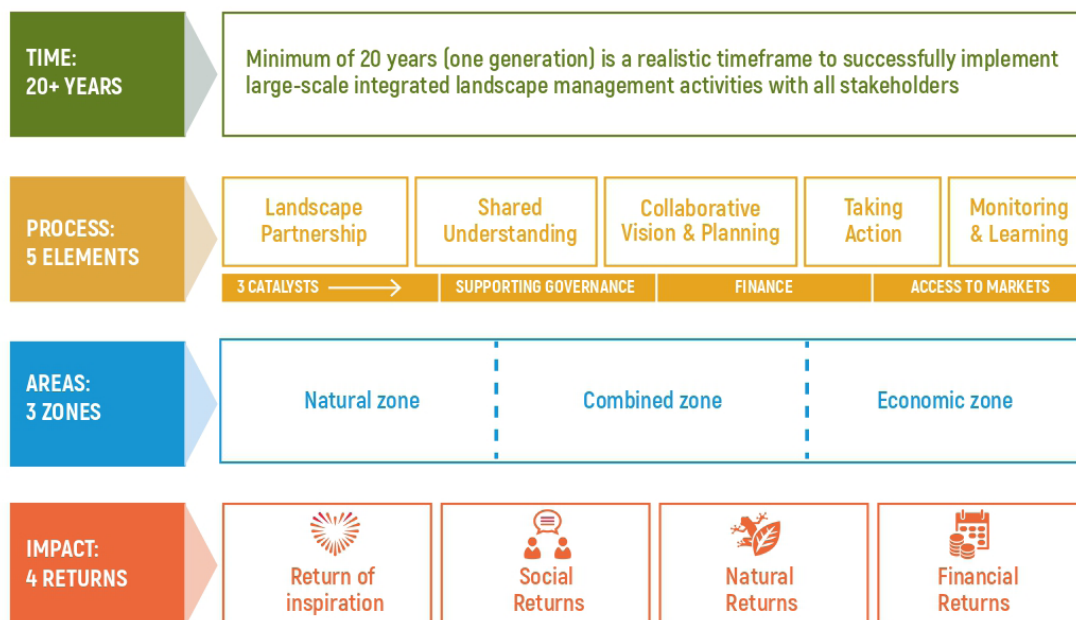 TIME:
20+ YEARS
Minimum of 20 years (one generation) is a realistic timeframe to successfully implement
large-scale integrated landscape management activities with all stakeholders
PROCESS:
5 ELEMENTS
Landscape
Partnership
Shared
Understanding
Collaborative
Vision & Planning
Taking
Action
Monitoring
& Learning
3 CATALYSTS
SUPPORTING GOVERNANCE
FINANCE
ACCESS TO MARKETS
AREAS:
3 ZONES
Natural zone
Combined zone
Economic zone
IMPACT:
4 RETURNS
Return of
inspiration
Social
Returns
Natural
Returns
Financial
Returns